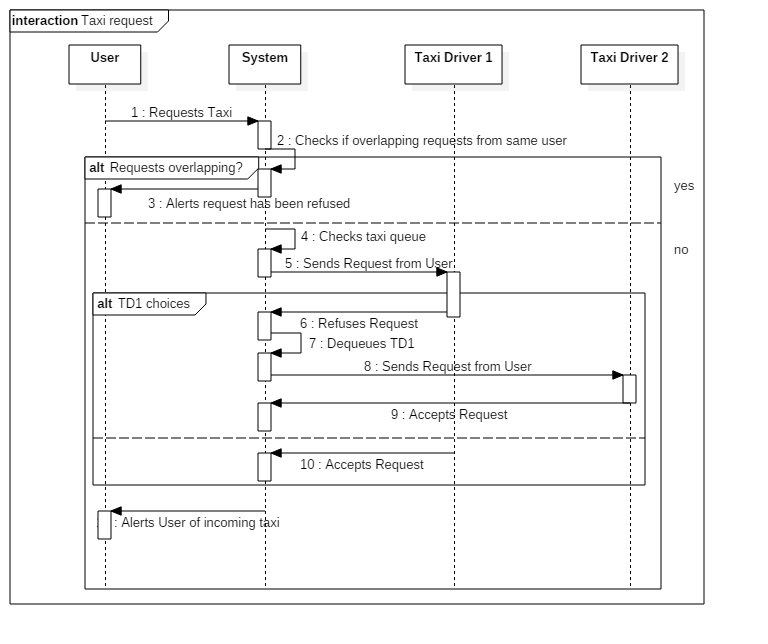 interaction Taxi request
User
System
Taxi Driver 1
Taxi Driver 2
1 : Requests Taxi
2 : Checks if overlapping requests from same user
alt Requests overlapping?
yes
3 : Alerts request has been refused
4 : Checks taxi queue
no
5 : Sends Request from User
alt TD1 choices
6 : Refuses Request
7 : Dequeues TD1
8 : Sends Request from User
9 : Accepts Request
10 : Accepts Request
: Alerts User of incoming taxi